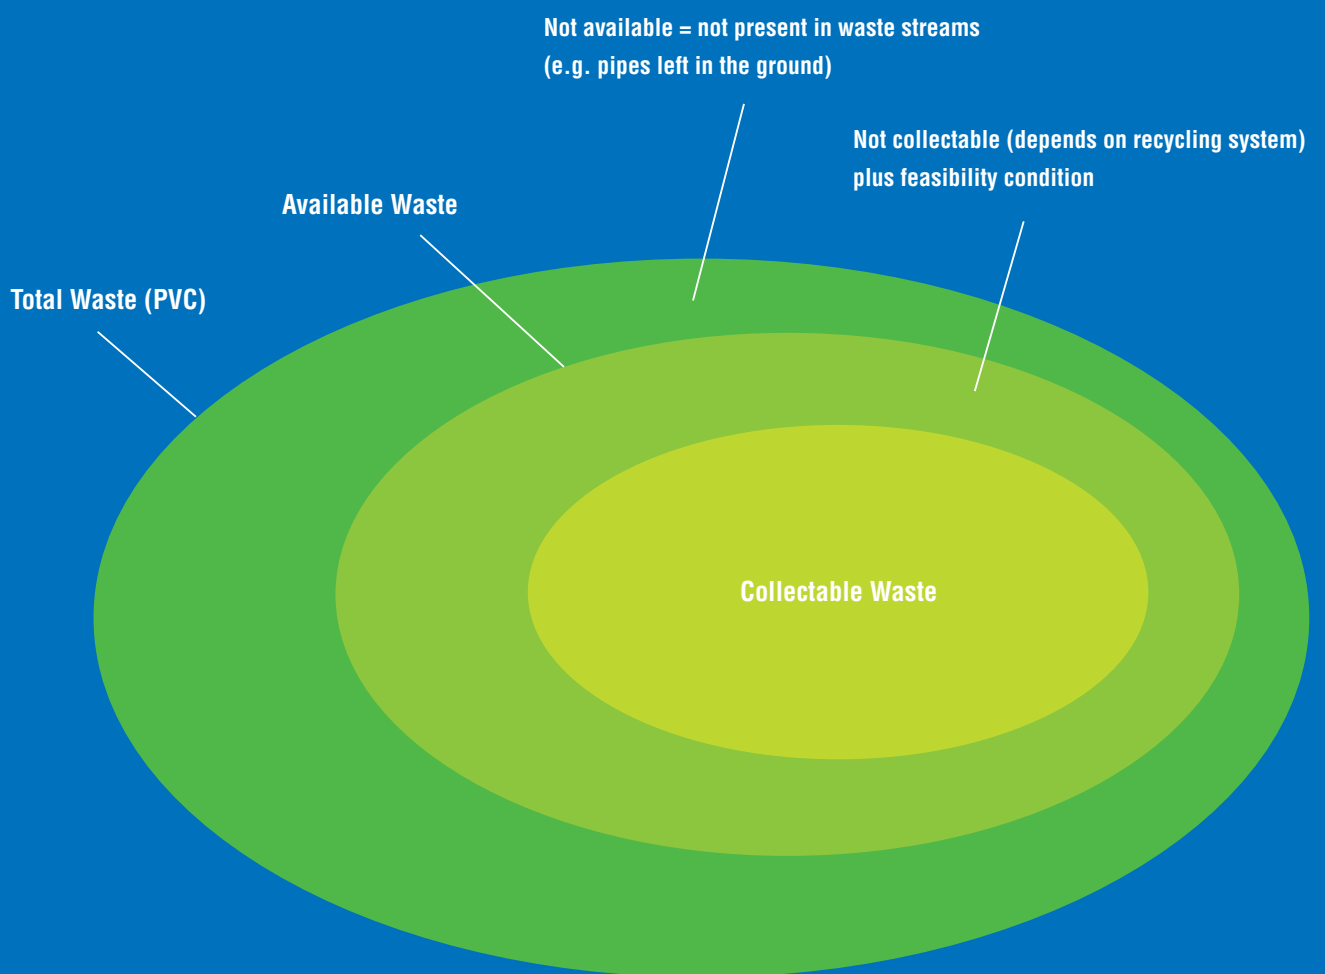 Not available = not present in waste streams
(e.g. pipes left in the ground)
Not collectable (depends on recycling system)
plus feasibility condition
Available Waste
Total Waste (PVC)
Collectable Waste